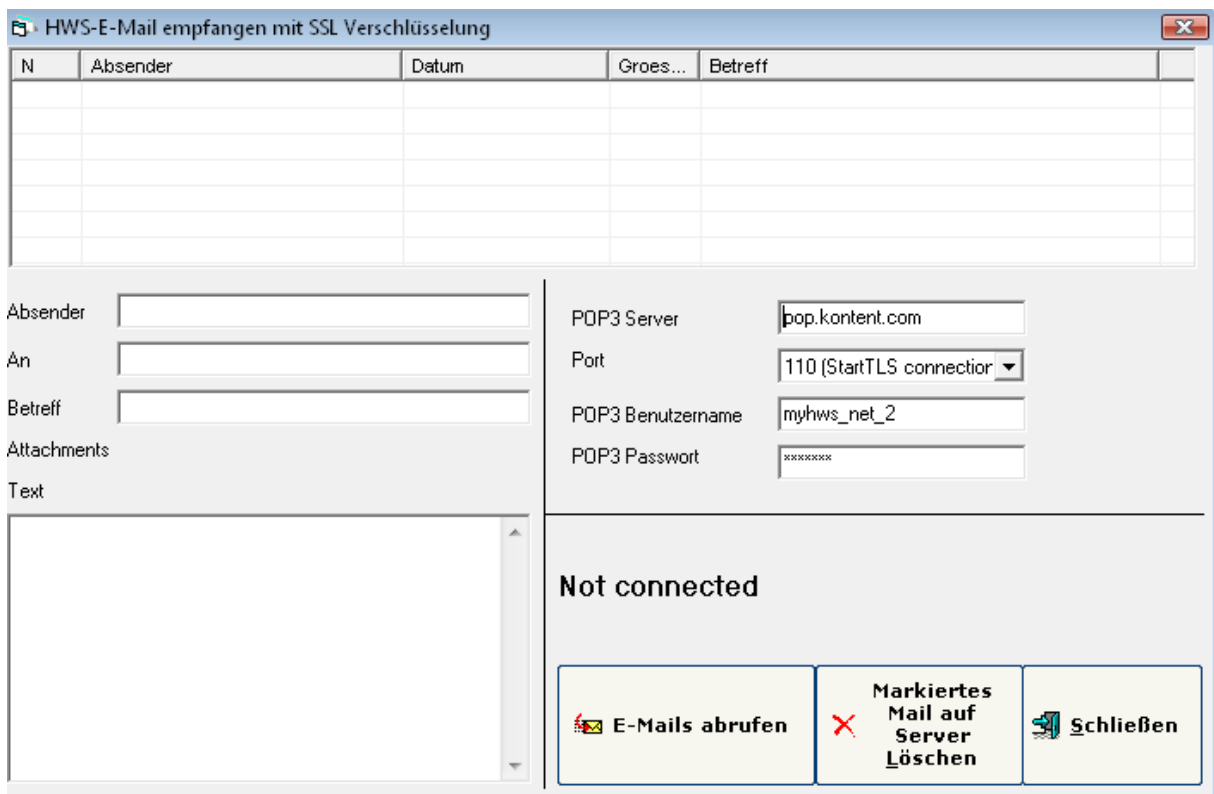 HWS-E-Mail empfangen mit SSL Verschlüsselung
N Absender Datum Groes... Betreff
Absender
An
Betreff
Attachments
Text
POP3 Server pop.kontent.com
Port 110 (StartTLS connection
POP3 Benutzername myhws_net_2
POP3 Passwort xxxxxxx
Not connected
E-Mails abrufen
Markiertes
Mail auf
Server
Löschen
Schließen